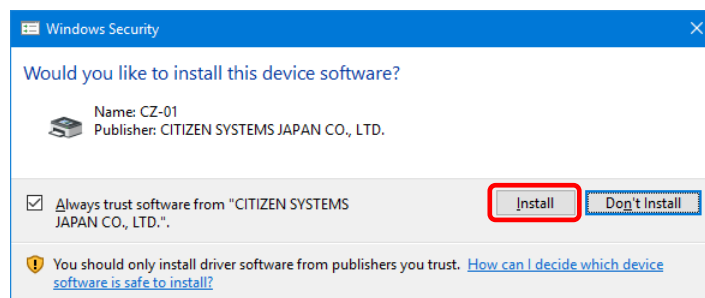 Windows Security
Would you like to install this device software?
Name: CZ-01
Publisher: CITIZEN SYSTEMS JAPAN CO., LTD.
Always trust software from "CITIZEN SYSTEMS
JAPAN CO., LTD.".
Install
Don't Install
You should only install driver software from publishers you trust. How can I decide which device
software is safe to install?